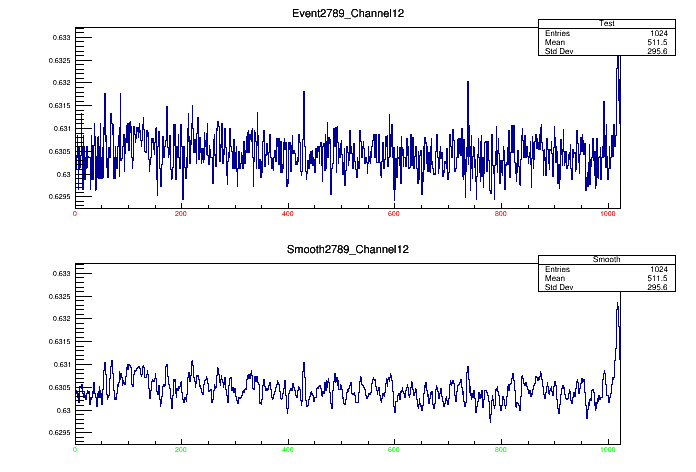 Event2789_Channel12
Test
Entries 1024
Mean 511.5
Std Dev 295.6
0.633
0.6325
0.632
0.6315
0.631
0.6305
0.63
0.6295
0 200 400 600 800 1000
Smooth2789_Channel12
Smooth
Entries 1024
Mean 511.5
Std Dev 295.6
0.633
0.6325
0.632
0.6315
0.631
0.6305
0.63
0.6295
0 200 400 600 800 1000